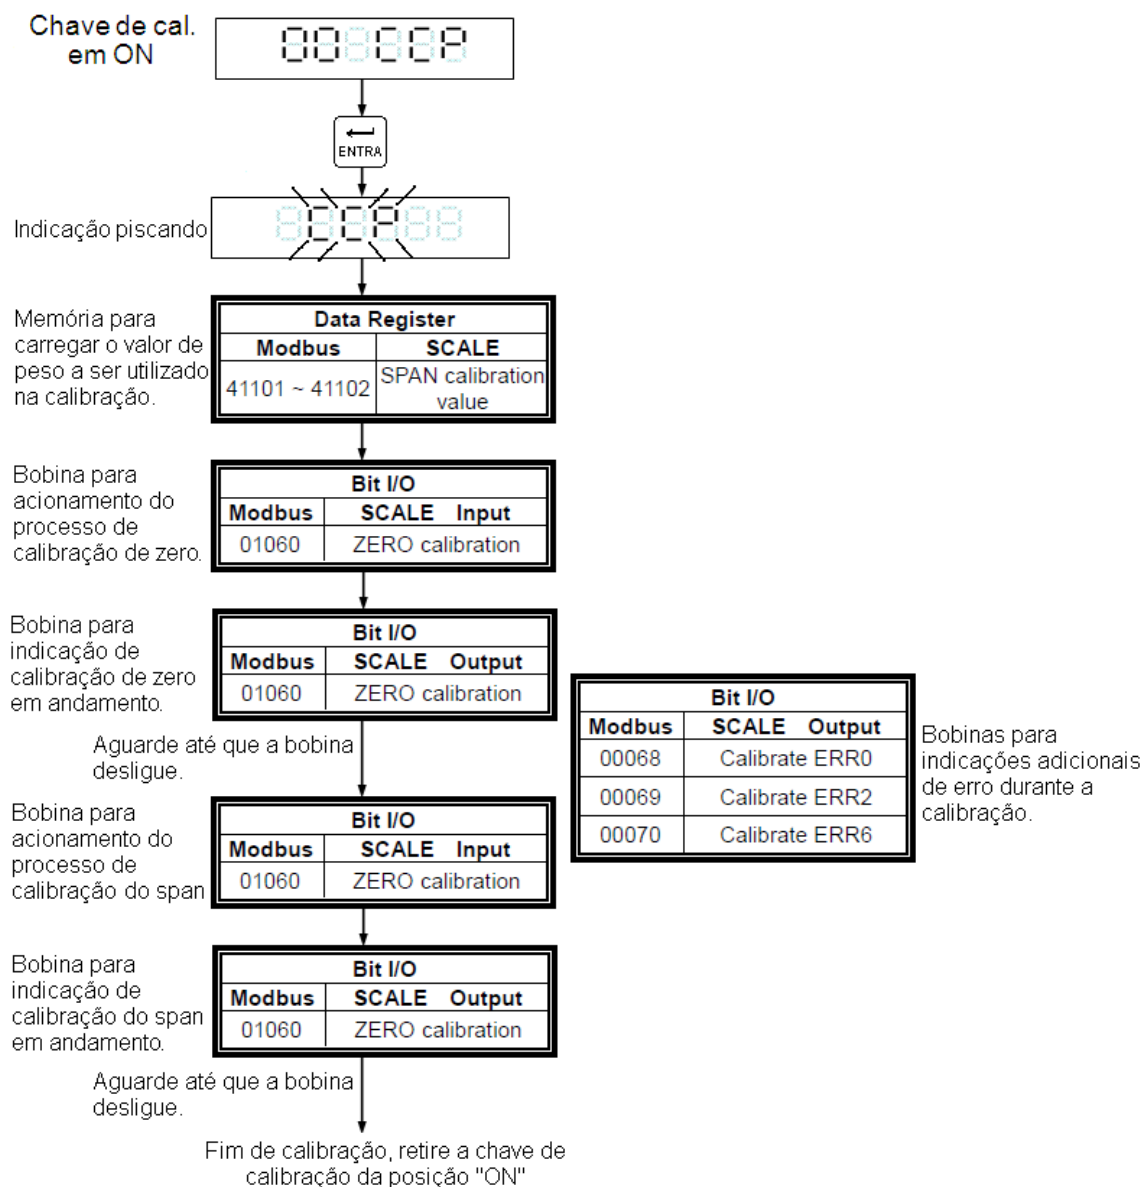 Chave de cal.
em ON
00 CCP
ENTRA
Indicação piscando
CCP
Memória para
carregar o valor de
peso a ser utilizado
na calibração.
Data Register
Modbus SCALE
41101 ~ 41102 SPAN calibration
value
Bobina para
acionamento do
processo de
calibração de zero.
Bit I/O
Modbus SCALE Input
01060 ZERO calibration
Bobina para
indicação de
calibração de zero
em andamento.
Bit I/O
Modbus SCALE Output
01060 ZERO calibration
Aguarde até que a bobina
desligue.
Bit I/O
Modbus SCALE Output
00068 Calibrate ERR0
00069 Calibrate ERR2
00070 Calibrate ERR6
Bobinas para
indicações adicionais
de erro durante a
calibração.
Bobina para
acionamento do
processo de
calibração do span
Bit I/O
Modbus SCALE Input
01060 ZERO calibration
Bobina para
indicação de
calibração do span
em andamento.
Bit I/O
Modbus SCALE Output
01060 ZERO calibration
Aguarde até que a bobina
desligue.
Fim de calibração, retire a chave de
calibração da posição "ON"